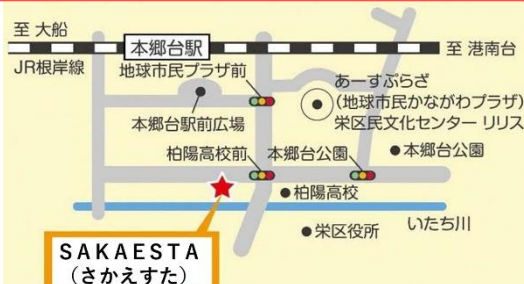 至 大船
本郷台駅
至 港南台
JR根岸線
地球市民プラザ前
あーすぷらざ
(地球市民かながわプラザ)
栄区民文化センター リリス
本郷台駅前広場
柏陽高校前
本郷台公園
本郷台公園
柏陽高校
いたち川
栄区役所
SAKAESTA
(さかえすた)